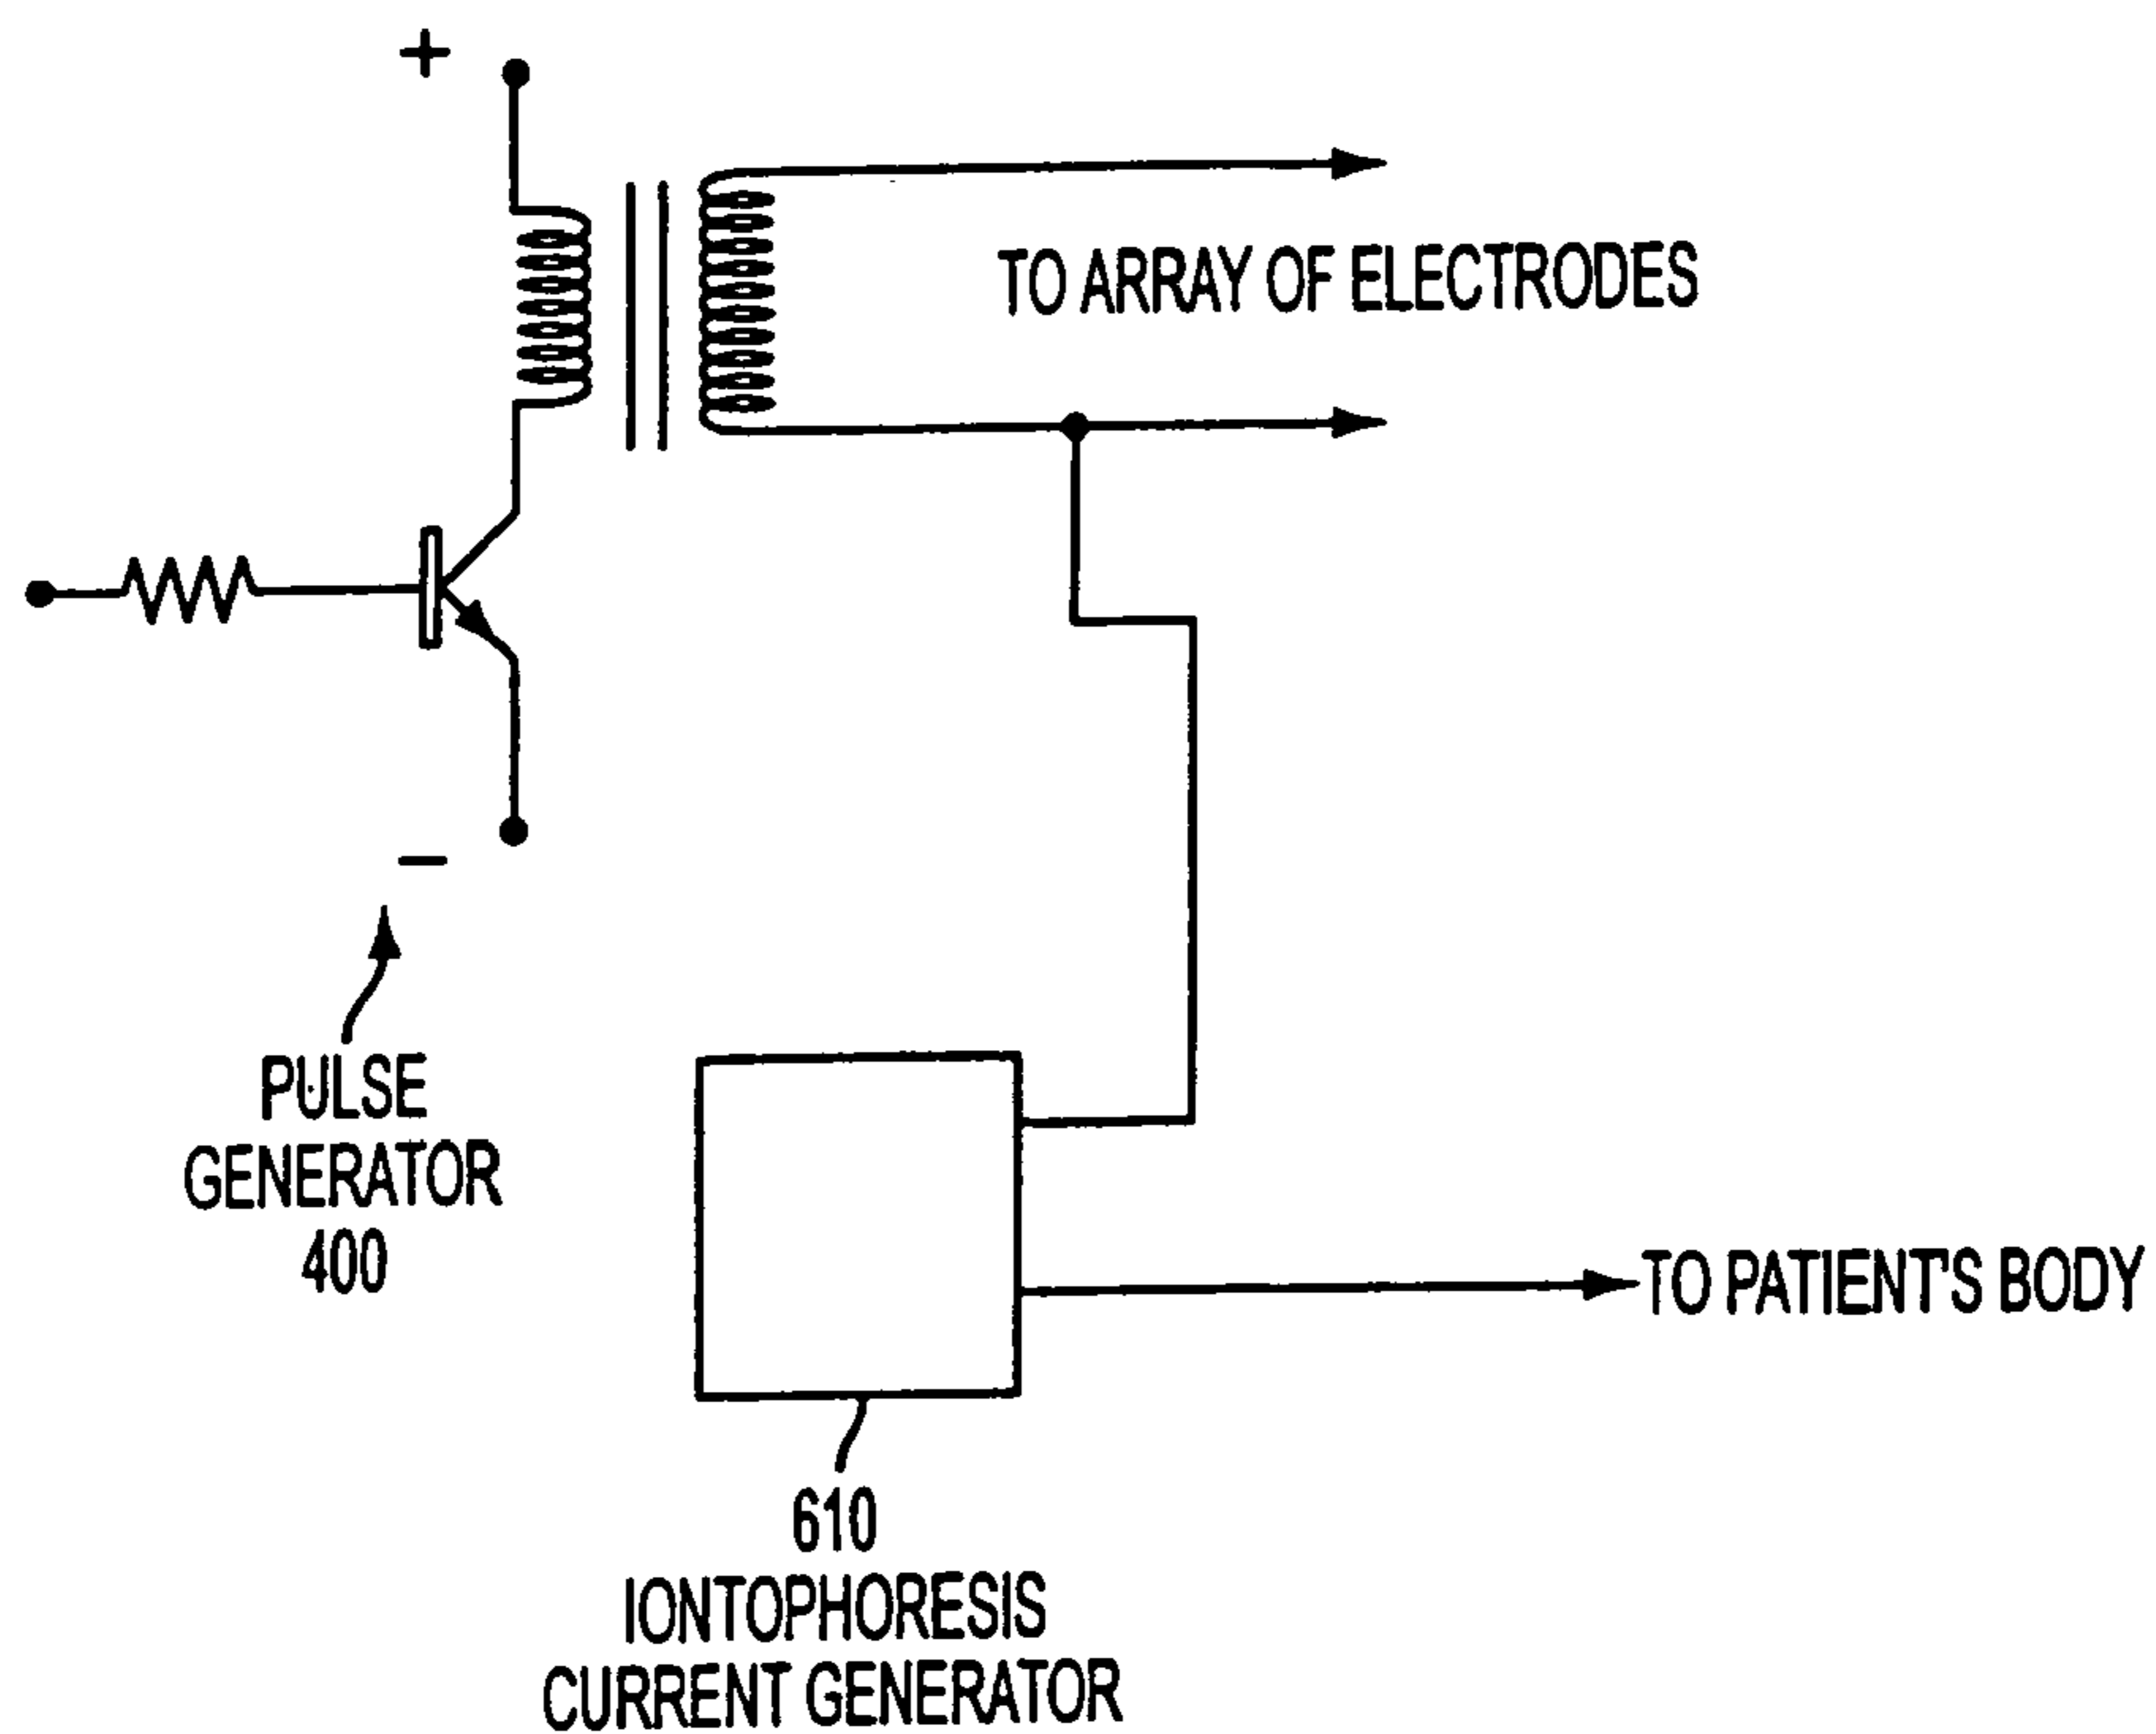 +
TO ARRAY OF ELECTRODES
−
PULSE
GENERATOR
400
TO PATIENT'S BODY
610
IONTOPHORESIS
CURRENT GENERATOR